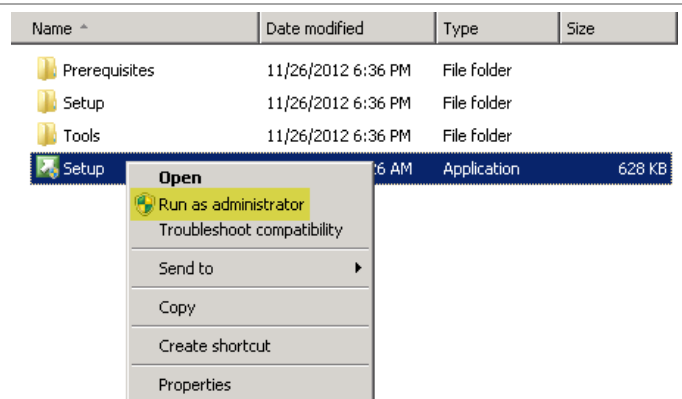 Name Date modified Type Size
Prerequisites 11/26/2012 6:36 PM File folder
Setup 11/26/2012 6:36 PM File folder
Tools 11/26/2012 6:36 PM File folder
Setup 6 AM Application 628 KB
Open
Run as administrator
Troubleshoot compatibility
Send to
Copy
Create shortcut
Properties